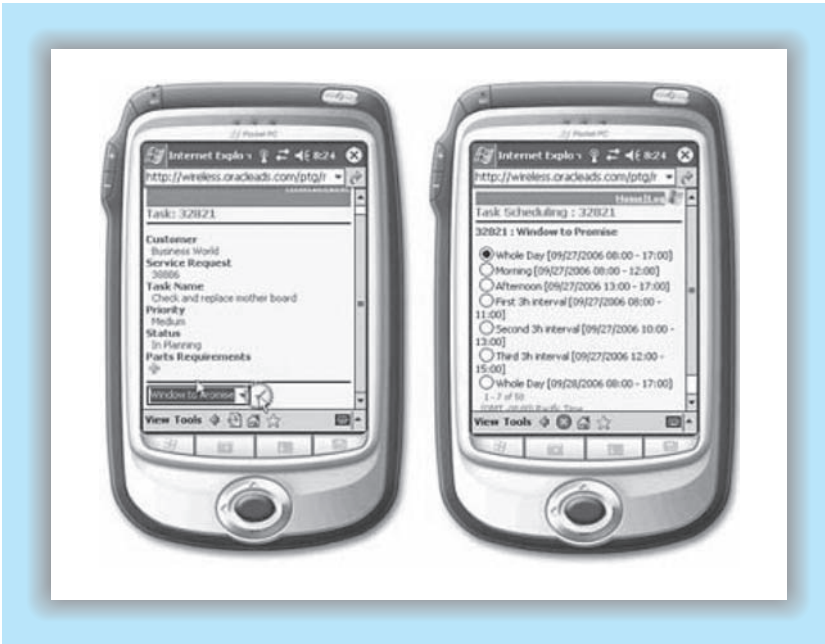 Pocket PC
Internet Explo
8:24
http://wireless.oracleads.com/ptg/r
Task: 32821
Customer
Business World
Service Request
38886
Task Name
Check and replace mother board
Priority
Medium
Status
In Planning
Parts Requirements
Window to Promise
View Tools
Pocket PC
Internet Explo
8:24
http://wireless.oracleads.com/ptg/r
Home|Log
Task Scheduling : 32821
32821 : Window to Promise
Whole Day [09/27/2006 08:00 - 17:00]
Morning [09/27/2006 08:00 - 12:00]
Afternoon [09/27/2006 13:00 - 17:00]
First 3h interval [09/27/2006 08:00 -
11:00]
Second 3h interval [09/27/2006 10:00 -
13:00]
Third 3h interval [09/27/2006 12:00 -
15:00]
Whole Day [09/28/2006 08:00 - 17:00]
1 - 7 of 50
Pacific Time
View Tools